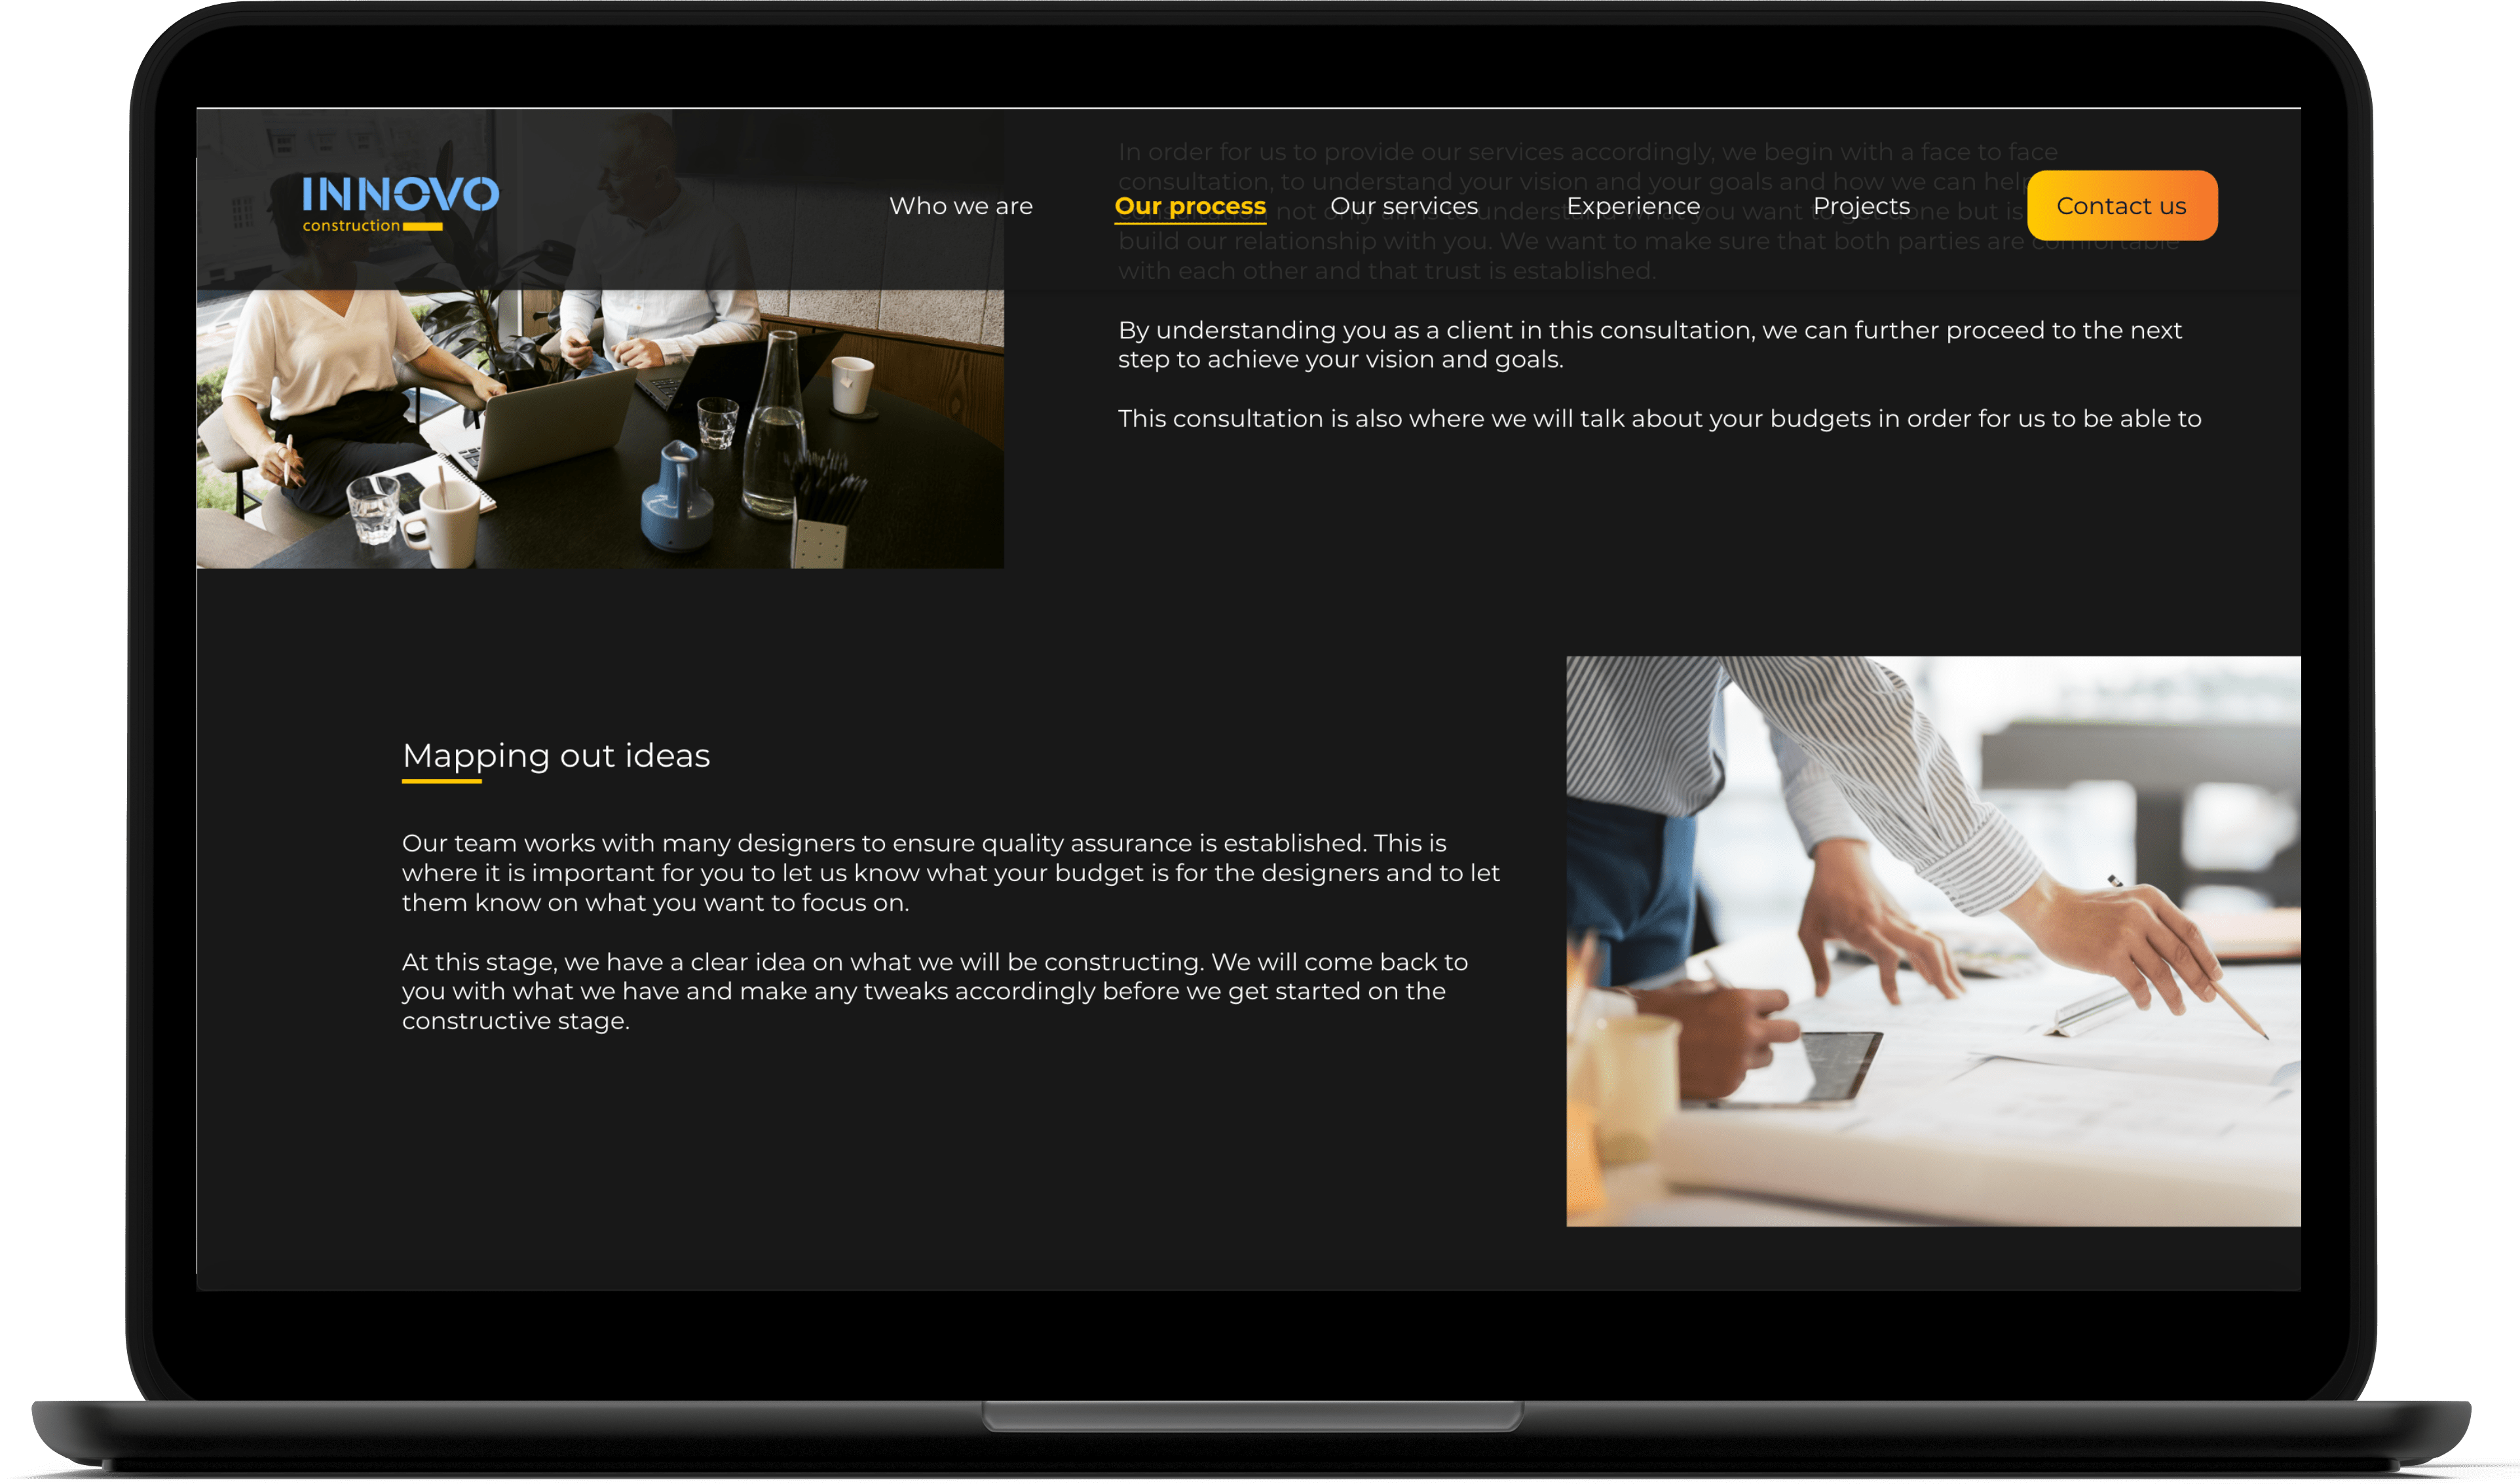 INNOVO
construction
Who we are
Our process
Our services
Experience
Projects
Contact us
In order for us to provide our services accordingly, we begin with a face to face
consultation, to understand your vision and your goals and how we can help
not only aims to understand what you want to get done but is
build our relationship with you. We want to make sure that both parties are comfortable
with each other and that trust is established.
By understanding you as a client in this consultation, we can further proceed to the next
step to achieve your vision and goals.
This consultation is also where we will talk about your budgets in order for us to be able to
Mapping out ideas
Our team works with many designers to ensure quality assurance is established. This is
where it is important for you to let us know what your budget is for the designers and to let
them know on what you want to focus on.
At this stage, we have a clear idea on what we will be constructing. We will come back to
you with what we have and make any tweaks accordingly before we get started on the
constructive stage.